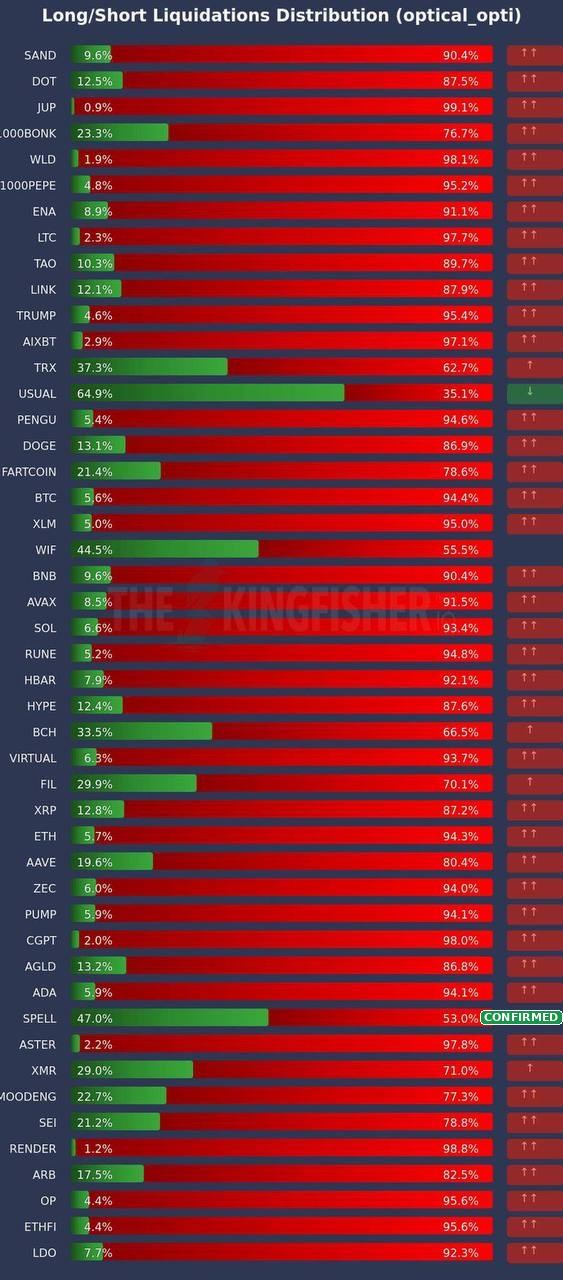 Long/Short Liquidations Distribution (optical_opti)
SAND 9.6% 90.4% ↑↑
DOT 12.5% 87.5% ↑↑
JUP 0.9% 99.1% ↑↑
1000BONK 23.3% 76.7% ↑↑
WLD 1.9% 98.1% ↑↑
1000PEPE 4.8% 95.2% ↑↑
ENA 8.9% 91.1% ↑↑
LTC 2.3% 97.7% ↑↑
TAO 10.3% 89.7% ↑↑
LINK 12.1% 87.9% ↑↑
TRUMP 4.6% 95.4% ↑↑
AIXBT 2.9% 97.1% ↑↑
TRX 37.3% 62.7% ↑
USUAL 64.9% 35.1% ↓
PENGU 5.4% 94.6% ↑↑
DOGE 13.1% 86.9% ↑↑
FARTCOIN 21.4% 78.6% ↑↑
BTC 5.6% 94.4% ↑↑
XLM 5.0% 95.0% ↑↑
WIF 44.5% 55.5%
BNB 9.6% 90.4% ↑↑
AVAX 8.5% 91.5% ↑↑
THE KINGFISHER
SOL 6.6% 93.4% ↑↑
RUNE 5.2% 94.8% ↑↑
HBAR 7.9% 92.1% ↑↑
HYPE 12.4% 87.6% ↑↑
BCH 33.5% 66.5% ↑
VIRTUAL 6.3% 93.7% ↑↑
FIL 29.9% 70.1% ↑
XRP 12.8% 87.2% ↑↑
ETH 5.7% 94.3% ↑↑
AAVE 19.6% 80.4% ↑↑
ZEC 6.0% 94.0% ↑↑
PUMP 5.9% 94.1% ↑↑
CGPT 2.0% 98.0% ↑↑
AGLD 13.2% 86.8% ↑↑
ADA 5.9% 94.1% ↑↑
SPELL 47.0% 53.0% CONFIRMED
ASTER 2.2% 97.8% ↑↑
XMR 29.0% 71.0% ↑
MOODENG 22.7% 77.3% ↑↑
SEI 21.2% 78.8% ↑↑
RENDER 1.2% 98.8% ↑↑
ARB 17.5% 82.5% ↑↑
OP 4.4% 95.6% ↑↑
ETHFI 4.4% 95.6% ↑↑
LDO 7.7% 92.3% ↑↑